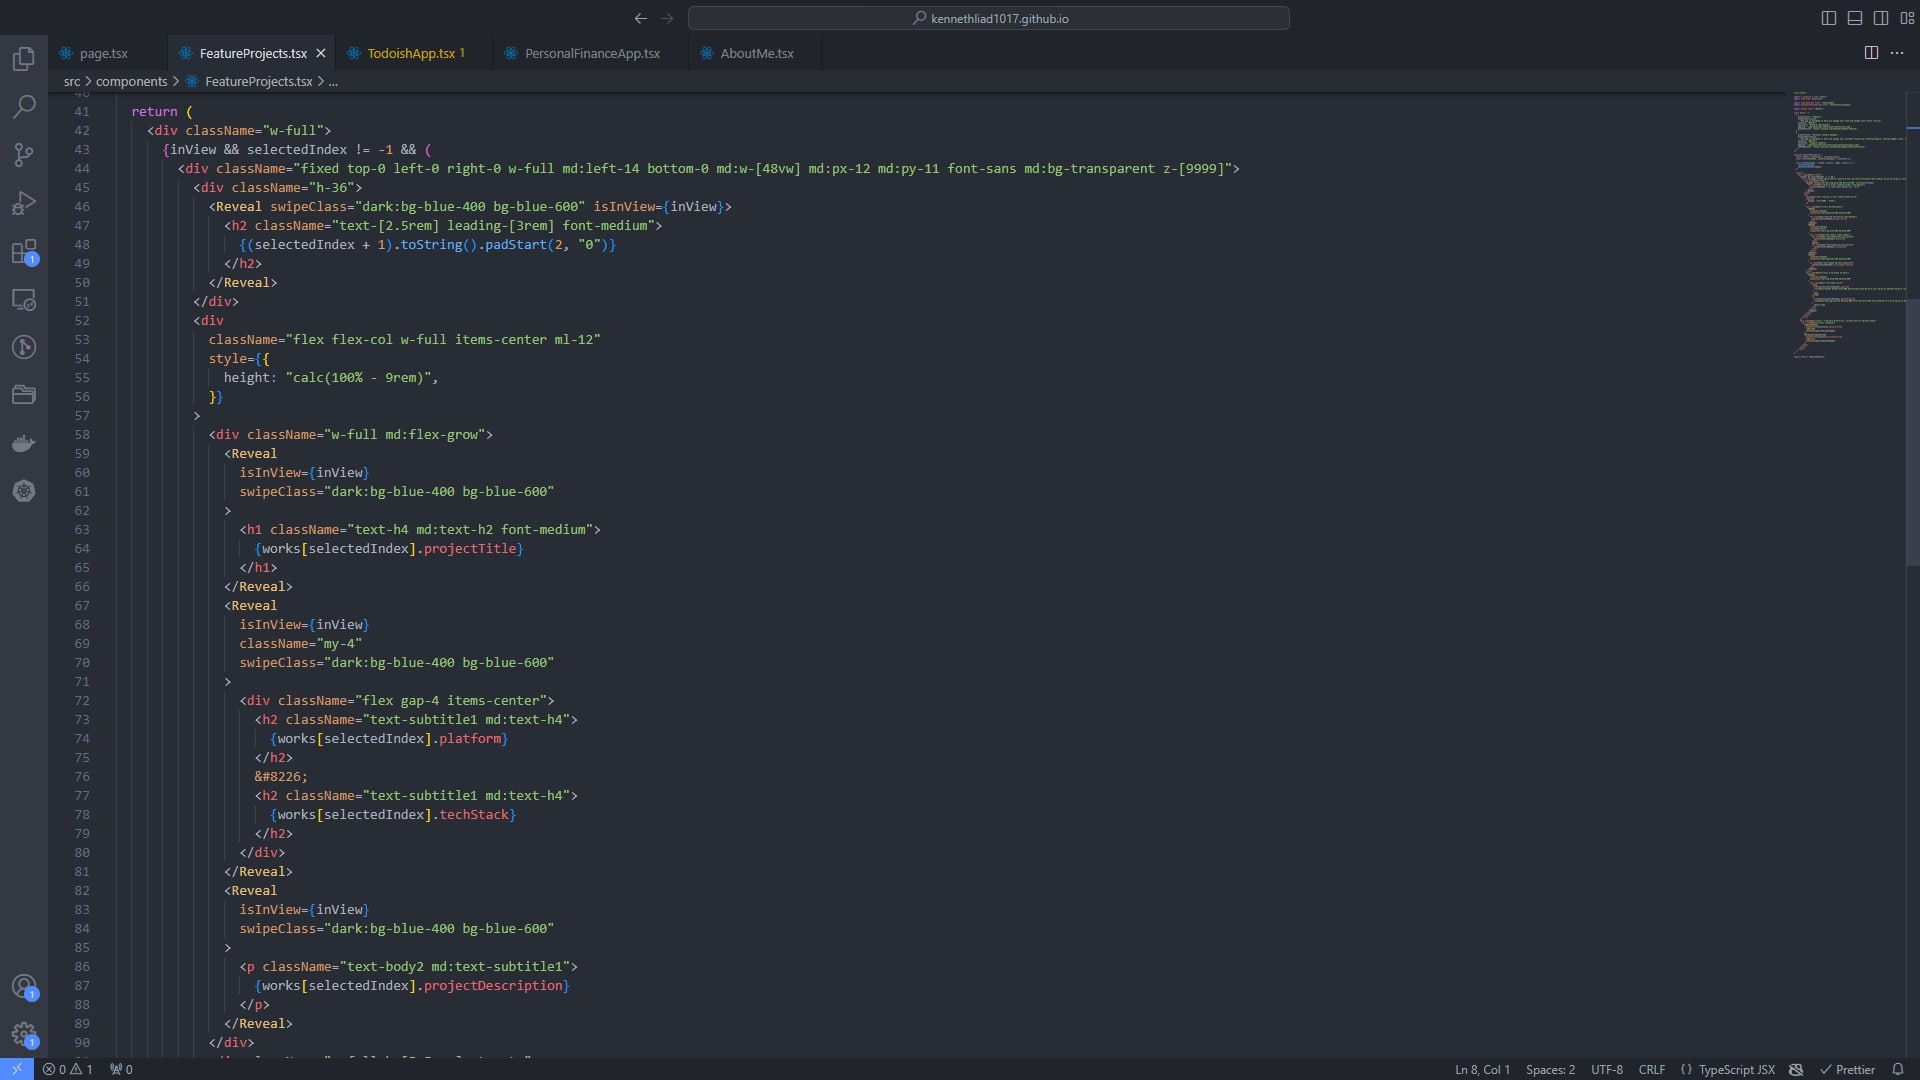 kennethliad1017.github.io
page.tsx FeatureProjects.tsx TodoishApp.tsx 1 PersonalFinanceApp.tsx AboutMe.tsx
src > components > FeatureProjects.tsx > ...
41 return (
42 <div className="w-full">
43 {inView && selectedIndex != -1 && (
44 <div className="fixed top-0 left-0 right-0 w-full md:left-14 bottom-0 md:w-[48vw] md:px-12 md:py-11 font-sans md:bg-transparent z-[9999]">
45 <div className="h-36">
46 <Reveal swipeClass="dark:bg-blue-400 bg-blue-600" isInView={inView}>
47 <h2 className="text-[2.5rem] leading-[3rem] font-medium">
48 {(selectedIndex + 1).toString().padStart(2, "0")}
49 </h2>
50 </Reveal>
51 </div>
52 <div
53 className="flex flex-col w-full items-center ml-12"
54 style={{
55 height: "calc(100% - 9rem)",
56 }}
57 >
58 <div className="w-full md:flex-grow">
59 <Reveal
60 isInView={inView}
61 swipeClass="dark:bg-blue-400 bg-blue-600"
62 >
63 <h1 className="text-h4 md:text-h2 font-medium">
64 {works[selectedIndex].projectTitle}
65 </h1>
66 </Reveal>
67 <Reveal
68 isInView={inView}
69 className="my-4"
70 swipeClass="dark:bg-blue-400 bg-blue-600"
71 >
72 <div className="flex gap-4 items-center">
73 <h2 className="text-subtitle1 md:text-h4">
74 {works[selectedIndex].platform}
75 </h2>
76 &#8226;
77 <h2 className="text-subtitle1 md:text-h4">
78 {works[selectedIndex].techStack}
79 </h2>
80 </div>
81 </Reveal>
82 <Reveal
83 isInView={inView}
84 swipeClass="dark:bg-blue-400 bg-blue-600"
85 >
86 <p className="text-body2 md:text-subtitle1">
87 {works[selectedIndex].projectDescription}
88 </p>
89 </Reveal>
90 </div>
1
1
1
0 1 0 Ln 8, Col 1 Spaces: 2 UTF-8 CRLF {} TypeScript JSX Prettier